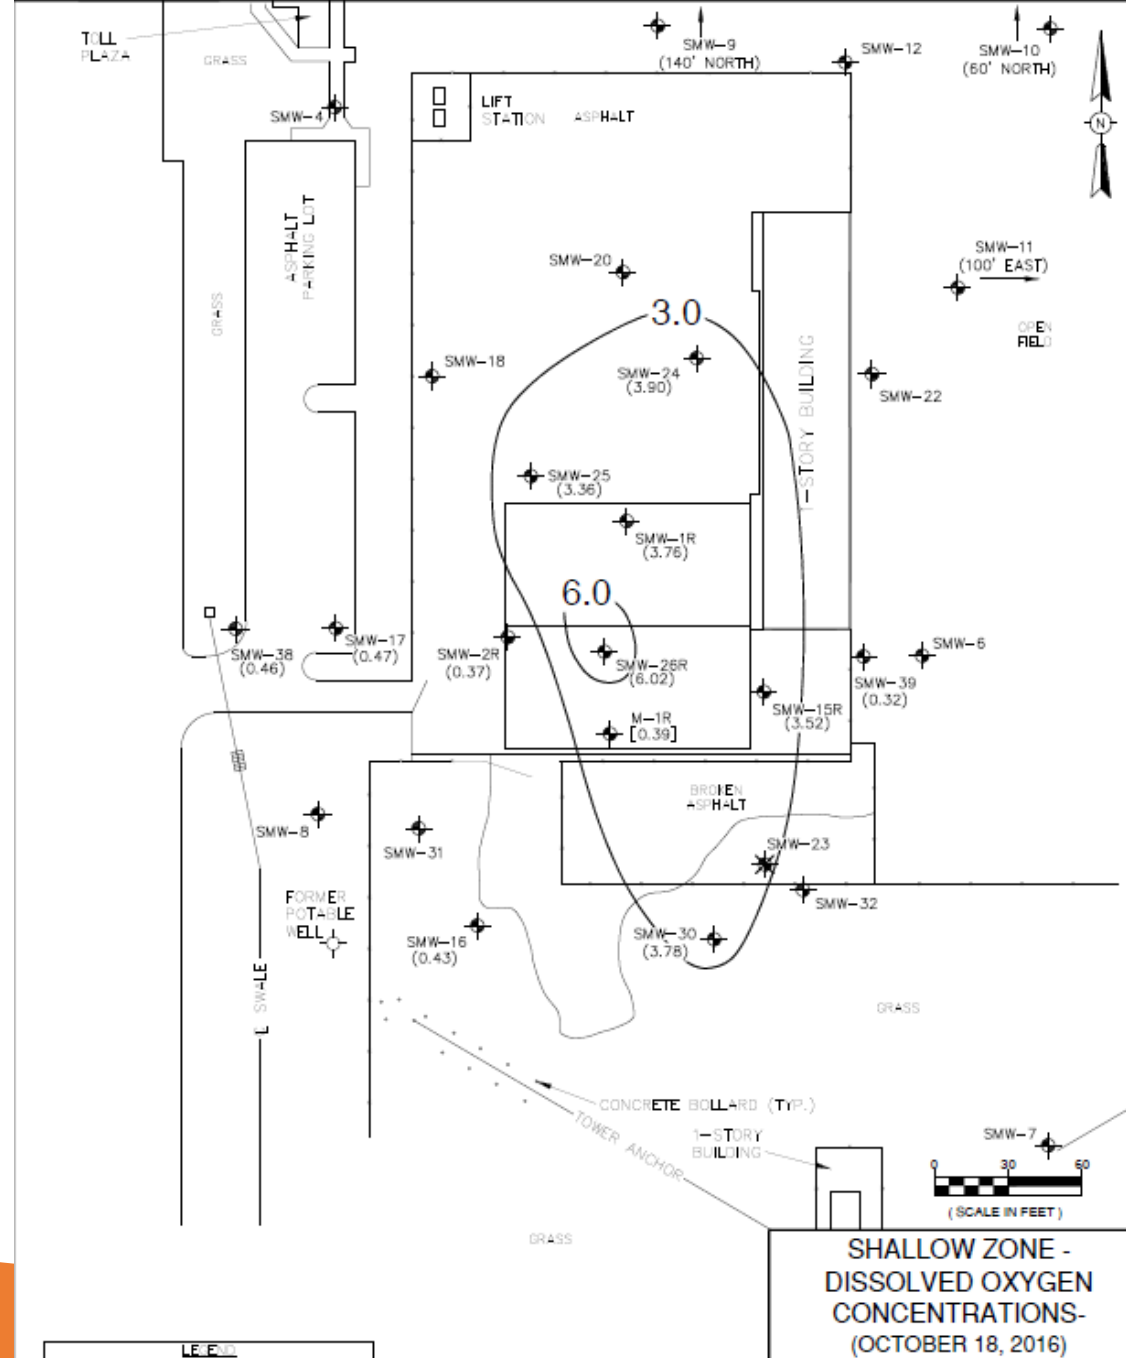 TOLL
PLAZA
GRASS
SMW-4
SMW-9
(140' NORTH)
SMW-12
SMW-10
(60' NORTH)
N
LIFT
STATION
ASPHALT
ASPHALT
PARKING LOT
GRASS
SMW-20
SMW-11
(100' EAST)
OPEN
FIELD
3.0
SMW-18
SMW-24
(3.90)
1-STORY BUILDING
SMW-22
SMW-25
(3.36)
SMW-1R
(3.76)
6.0
SMW-38
(0.46)
SMW-17
(0.47)
SMW-2R
(0.37)
SMW-26R
(6.02)
SMW-6
SMW-39
(0.32)
SMW-15R
(3.52)
M-1R
[0.39]
BROKEN
ASPHALT
SMW-8
SMW-31
SMW-23
SMW-32
FORMER
POTABLE
WELL
SMW-16
(0.43)
SMW-30
(3.78)
SWALE
GRASS
CONCRETE BOLLARD (TYP.)
TOWER ANCHOR
1-STORY
BUILDING
SMW-7
0 30 60
( SCALE IN FEET )
GRASS
SHALLOW ZONE -
DISSOLVED OXYGEN
CONCENTRATIONS-
(OCTOBER 18, 2016)
LEGEND